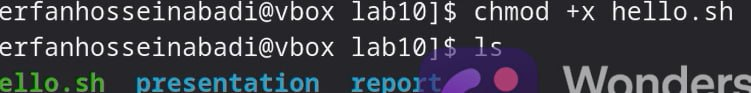 erfanhosseinabadi@vbox lab10]$ chmod +x hello.sh
erfanhosseinabadi@vbox lab10]$ ls
ello.sh presentation report
Wonders